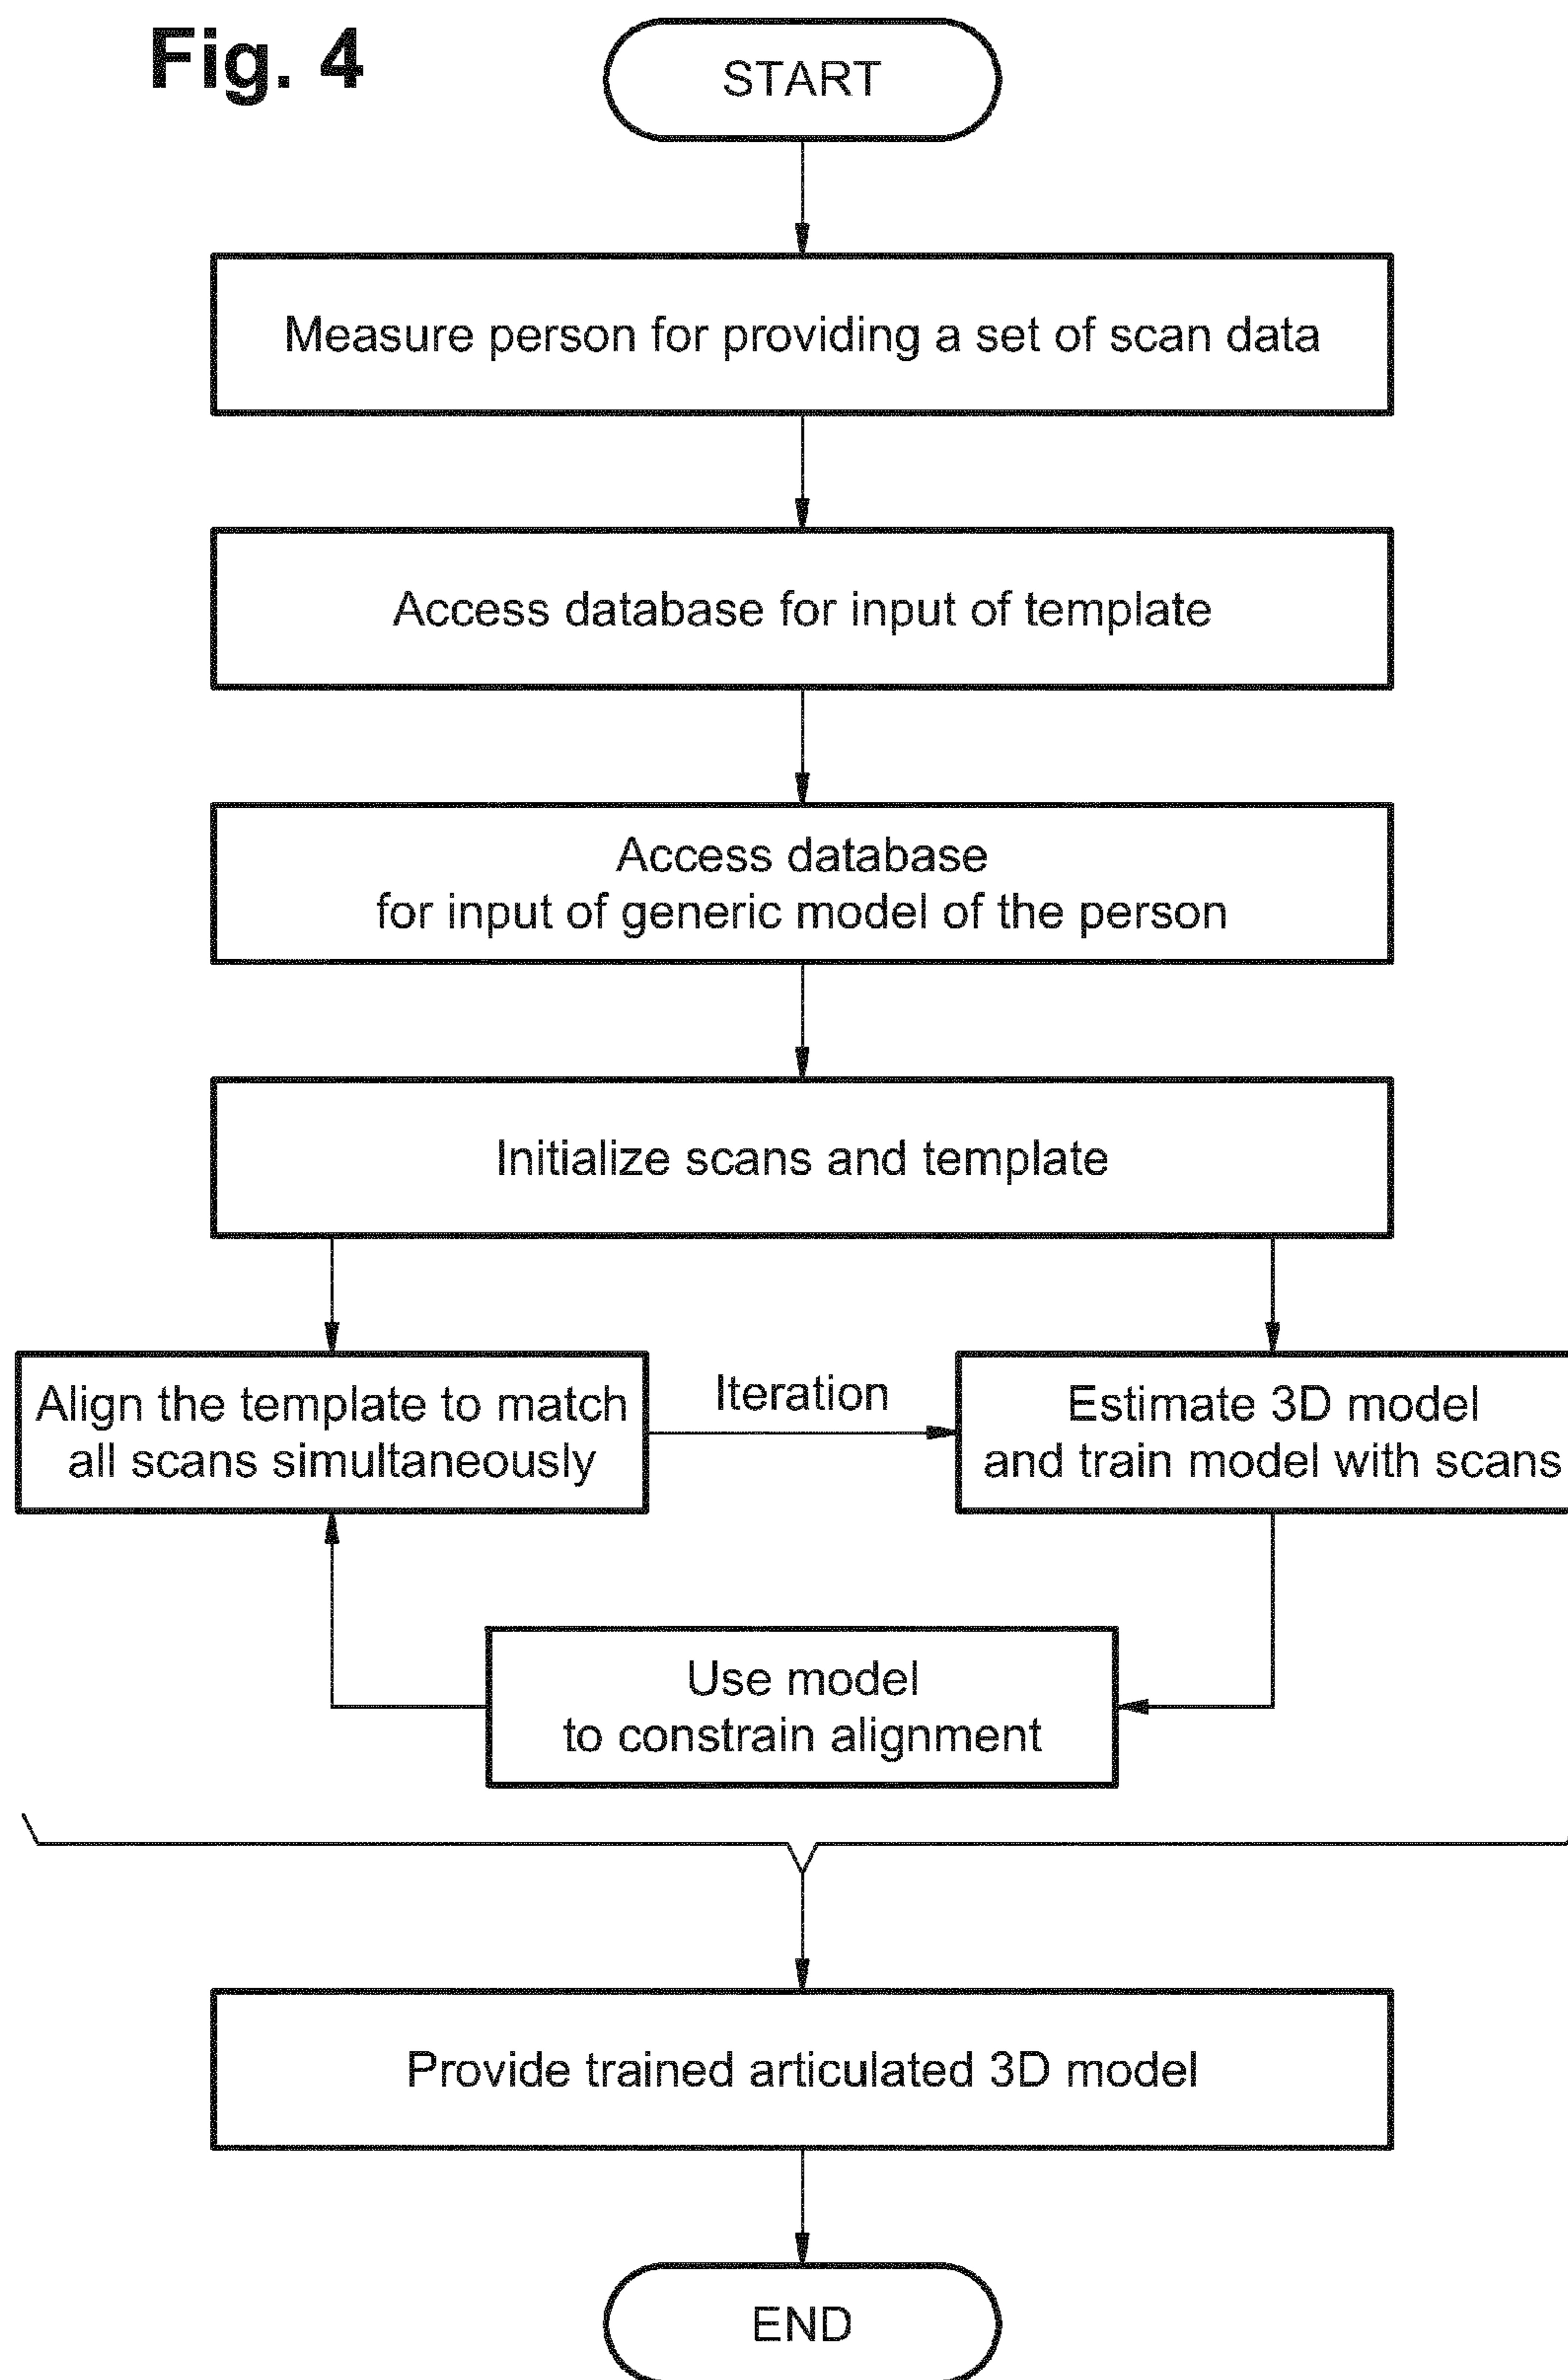 Fig. 4
START
Measure person for providing a set of scan data
Access database for input of template
Access database
for input of generic model of the person
Initialize scans and template
Align the template to match
all scans simultaneously
Iteration
Estimate 3D model
and train model with scans
Use model
to constrain alignment
Provide trained articulated 3D model
END